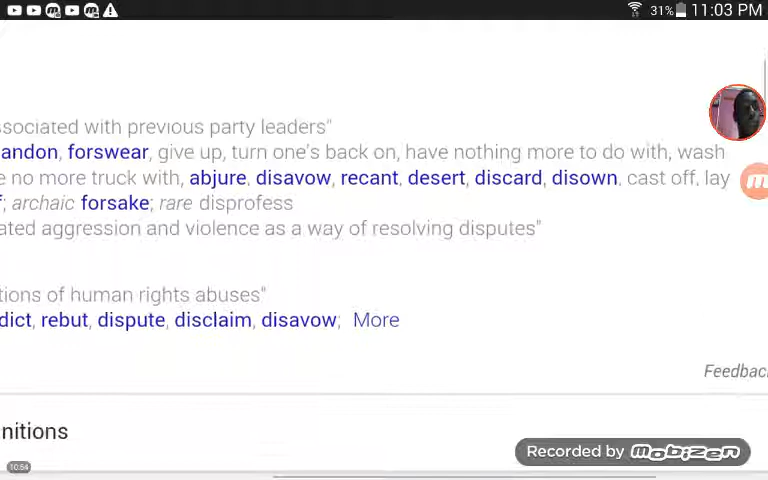 31% 11:03 PM
ssociated with previous party leaders"
andon, forswear, give up, turn one's back on, have nothing more to do with, wash
e no more truck with, abjure, disavow, recant, desert, discard, disown, cast off, lay
f; archaic forsake; rare disprofess
ated aggression and violence as a way of resolving disputes"
tions of human rights abuses"
dict, rebut, dispute, disclaim, disavow; More
Feedbac
nitions
Recorded by mobizen
10:54